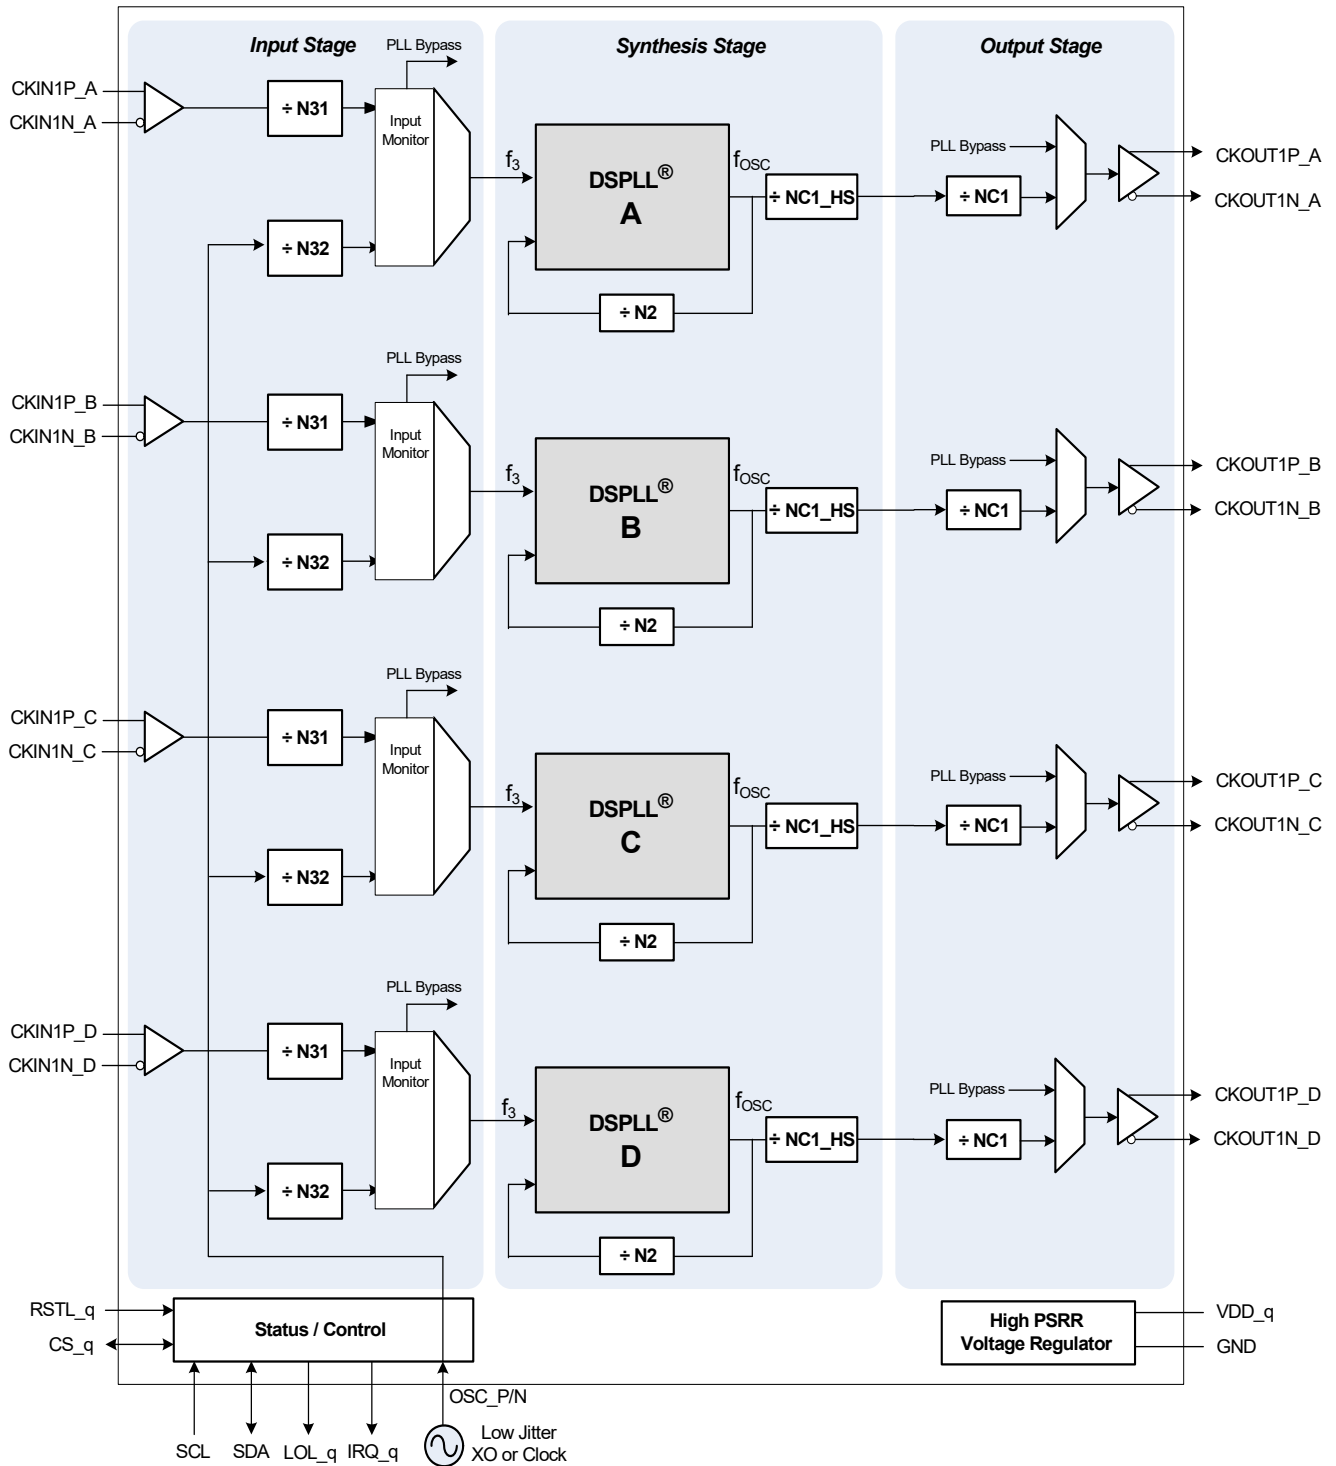 Input Stage
Synthesis Stage
Output Stage
PLL Bypass
CKIN1P_A
CKIN1N_A
÷ N31
Input
Monitor
÷ N32
f3
DSPLL®
A
fOSC
÷ NC1_HS
÷ N2
PLL Bypass
÷ NC1
CKOUT1P_A
CKOUT1N_A
PLL Bypass
CKIN1P_B
CKIN1N_B
÷ N31
Input
Monitor
÷ N32
f3
DSPLL®
B
fOSC
÷ NC1_HS
÷ N2
PLL Bypass
÷ NC1
CKOUT1P_B
CKOUT1N_B
PLL Bypass
CKIN1P_C
CKIN1N_C
÷ N31
Input
Monitor
÷ N32
f3
DSPLL®
C
fOSC
÷ NC1_HS
÷ N2
PLL Bypass
÷ NC1
CKOUT1P_C
CKOUT1N_C
PLL Bypass
CKIN1P_D
CKIN1N_D
÷ N31
Input
Monitor
÷ N32
f3
DSPLL®
D
fOSC
÷ NC1_HS
÷ N2
PLL Bypass
÷ NC1
CKOUT1P_D
CKOUT1N_D
RSTL_q
CS_q
Status / Control
High PSRR
Voltage Regulator
VDD_q
GND
OSC_P/N
SCL
SDA
LOL_q
IRQ_q
Low Jitter
XO or Clock